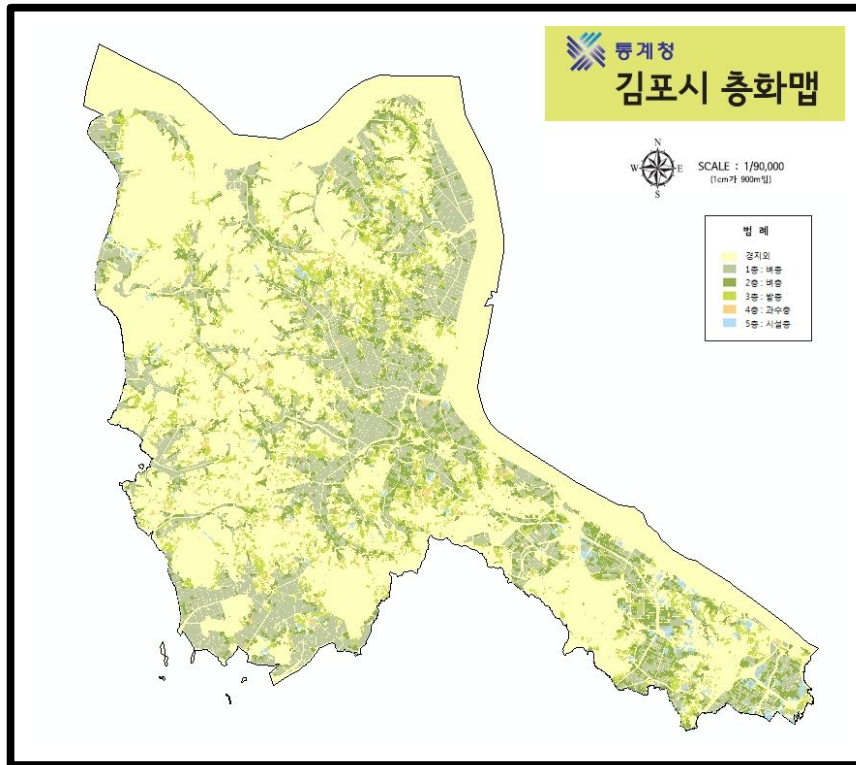 통계청
김포시 층화맵
N
W E
S
SCALE : 1/90,000
(1cm가 900m임)
범 례
경지외
1층 : 벼층
2층 : 벼층
3층 : 밭층
4층 : 과수층
5층 : 시설층